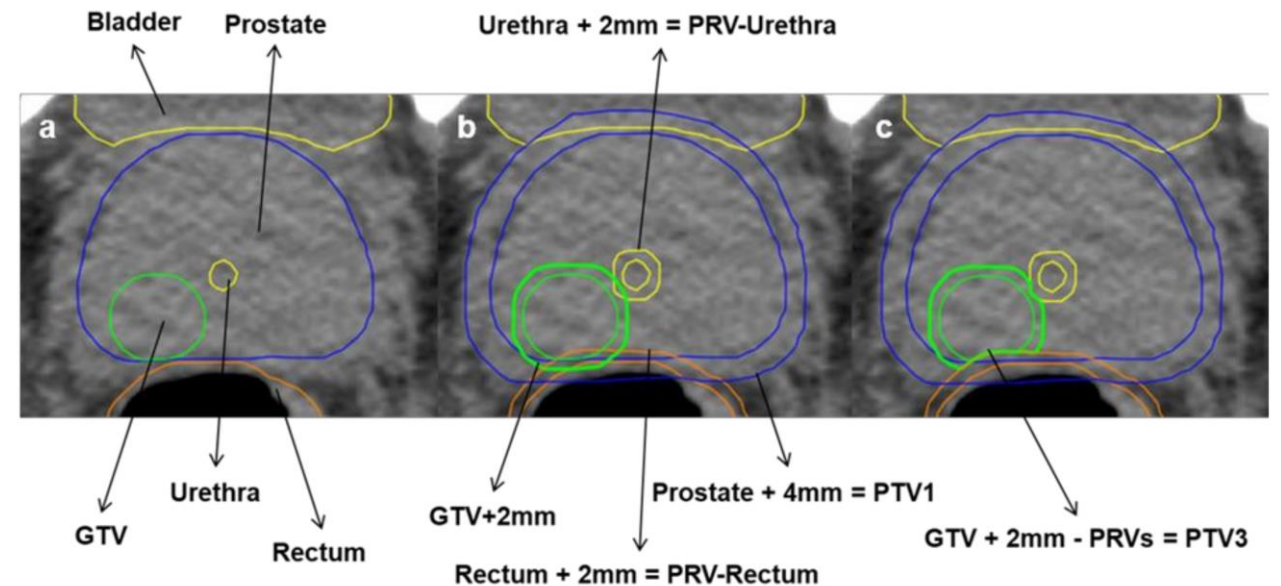 Bladder
Prostate
Urethra + 2mm = PRV-Urethra
a
b
c
Urethra
GTV
Rectum
GTV+2mm
Prostate + 4mm = PTV1
Rectum + 2mm = PRV-Rectum
GTV + 2mm - PRVs = PTV3